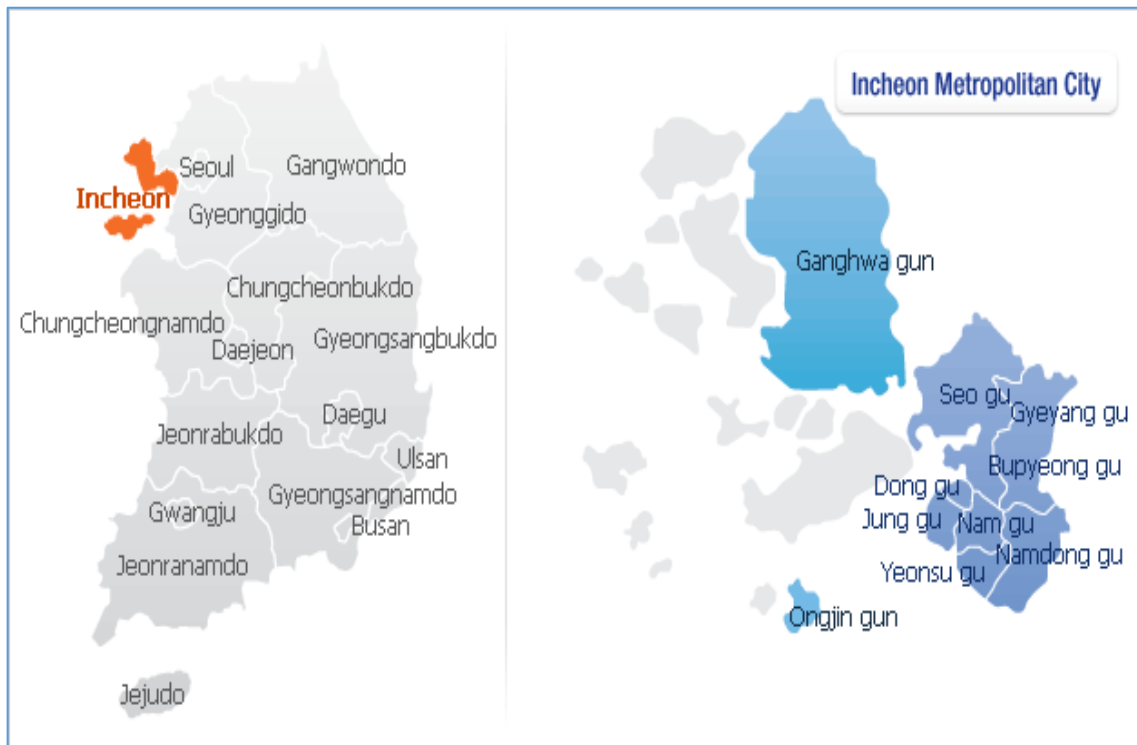 Seoul
Gangwondo
Incheon
Gyeonggido
Chungcheonbukdo
Chungcheongnamdo
Daejeon
Gyeongsangbukdo
Daegu
Jeonrabukdo
Ulsan
Gyeongsangnamdo
Gwangju
Busan
Jeonranamdo
Jejudo
Incheon Metropolitan City
Ganghwa gun
Seo gu
Gyeyang gu
Bupyeong gu
Dong gu
Jung gu
Nam gu
Namdong gu
Yeonsu gu
Ongjin gun